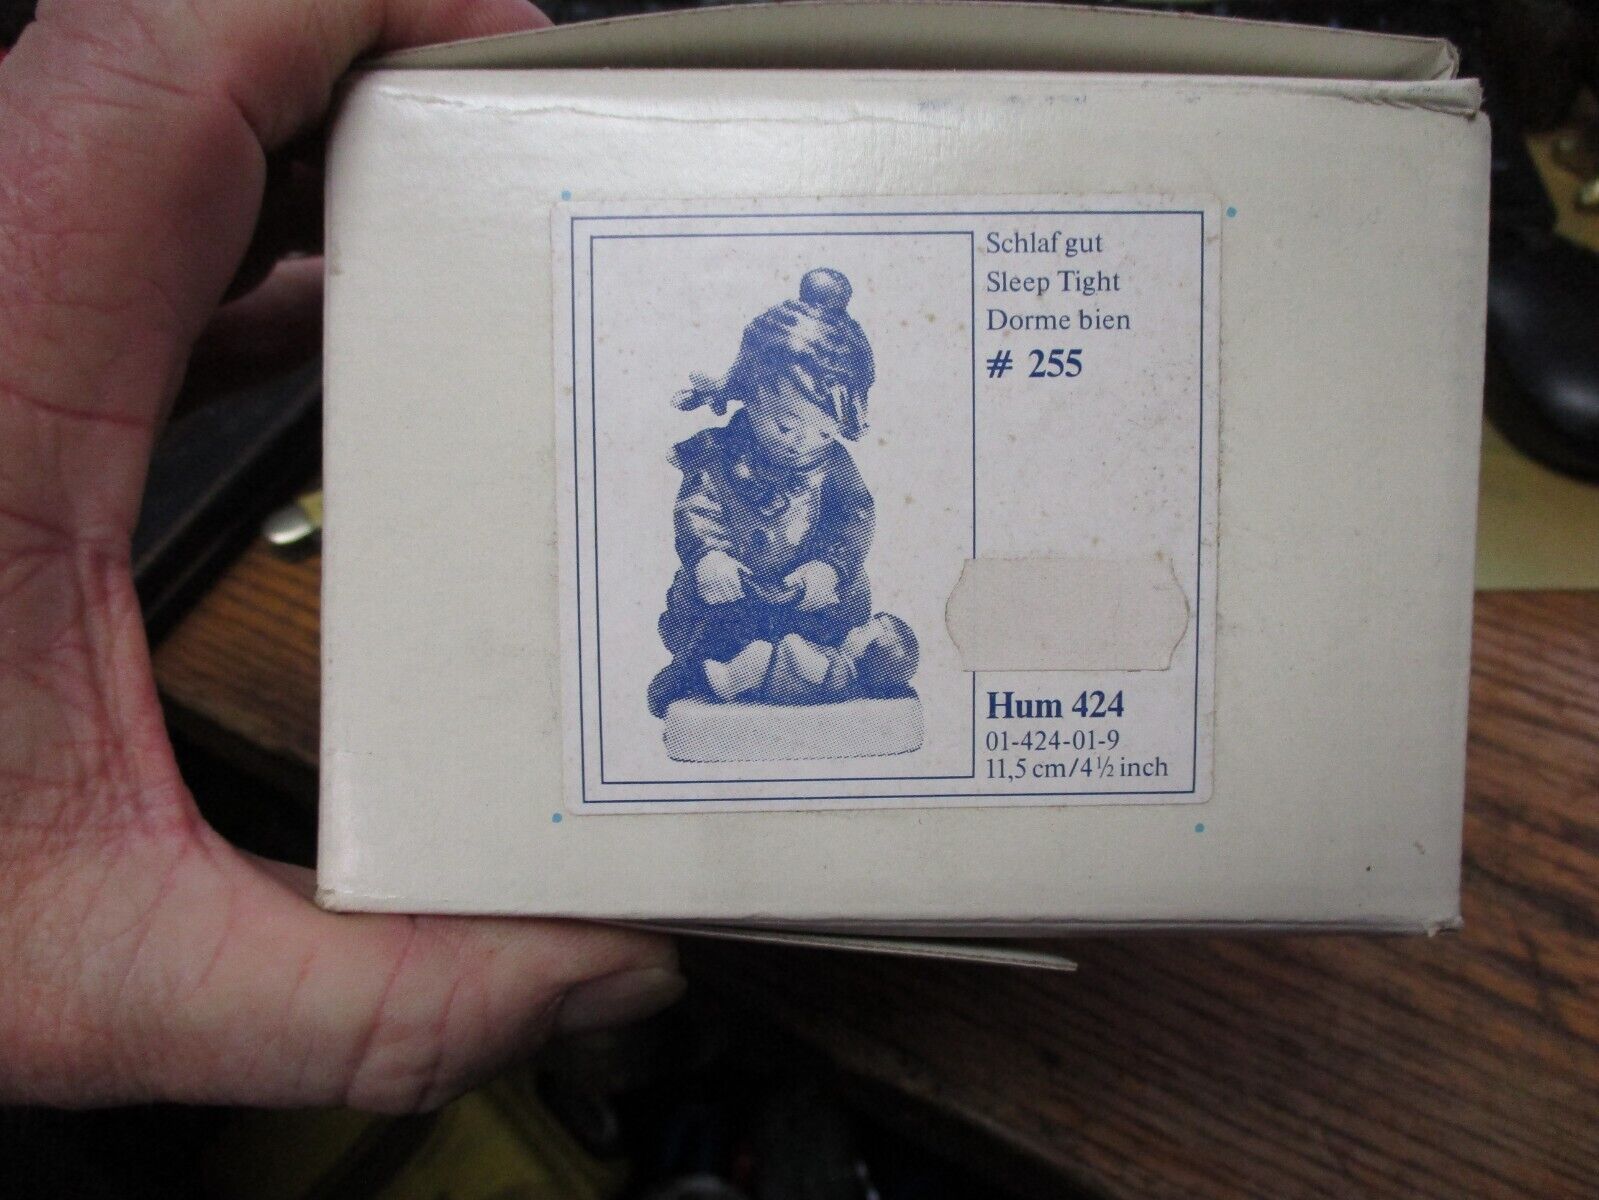 Schlaf gut
Sleep Tight
Dorme bien
# 255
Hum 424
01-424-01-9
11,5 cm/4½ inch